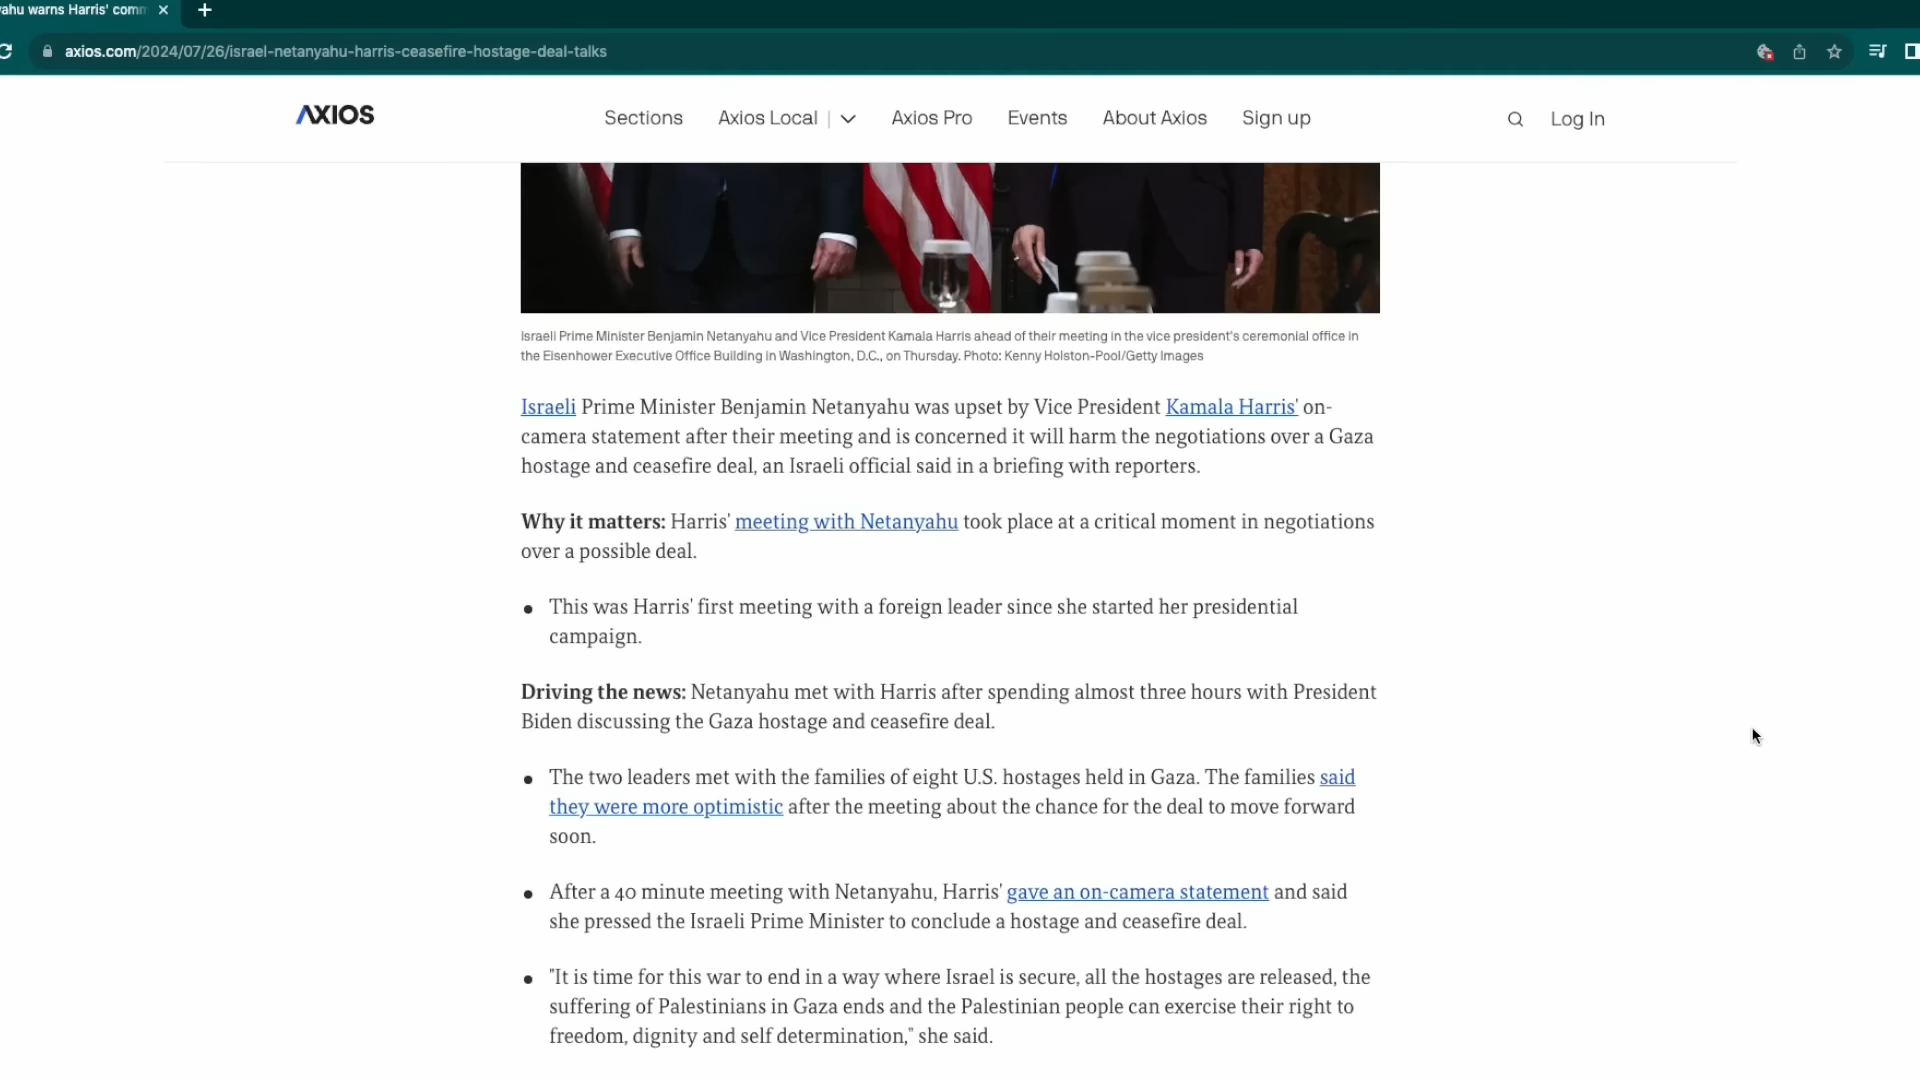 yahu warns Harris' comm
axios.com/2024/07/26/israel-netanyahu-harris-ceasefire-hostage-deal-talks
AXIOS
Sections Axios Local Axios Pro Events About Axios Sign up Log In
Israeli Prime Minister Benjamin Netanyahu and Vice President Kamala Harris ahead of their meeting in the vice president's ceremonial office in
the Eisenhower Executive Office Building in Washington, D.C., on Thursday. Photo: Kenny Holston-Pool/Getty Images
Israeli Prime Minister Benjamin Netanyahu was upset by Vice President Kamala Harris' on-
camera statement after their meeting and is concerned it will harm the negotiations over a Gaza
hostage and ceasefire deal, an Israeli official said in a briefing with reporters.
Why it matters: Harris' meeting with Netanyahu took place at a critical moment in negotiations
over a possible deal.
• This was Harris' first meeting with a foreign leader since she started her presidential
campaign.
Driving the news: Netanyahu met with Harris after spending almost three hours with President
Biden discussing the Gaza hostage and ceasefire deal.
• The two leaders met with the families of eight U.S. hostages held in Gaza. The families said
they were more optimistic after the meeting about the chance for the deal to move forward
soon.
• After a 40 minute meeting with Netanyahu, Harris' gave an on-camera statement and said
she pressed the Israeli Prime Minister to conclude a hostage and ceasefire deal.
• "It is time for this war to end in a way where Israel is secure, all the hostages are released, the
suffering of Palestinians in Gaza ends and the Palestinian people can exercise their right to
freedom, dignity and self determination," she said.